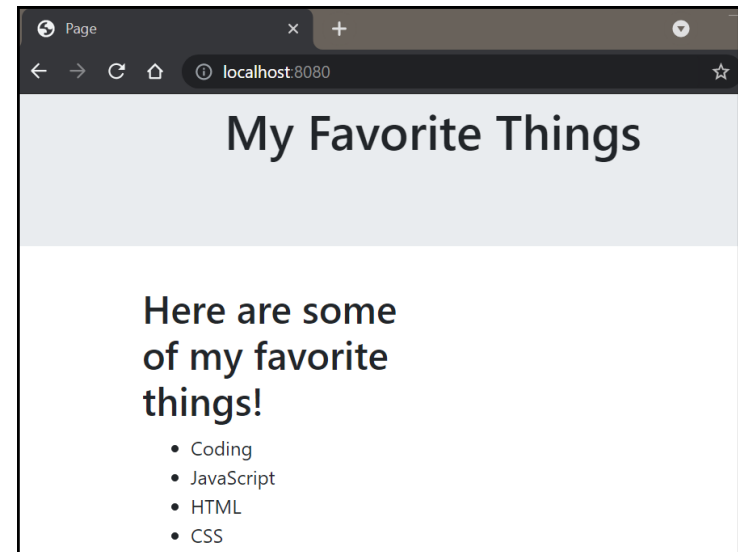 Page
localhost:8080
My Favorite Things
Here are some
of my favorite
things!
Coding
JavaScript
HTML
CSS